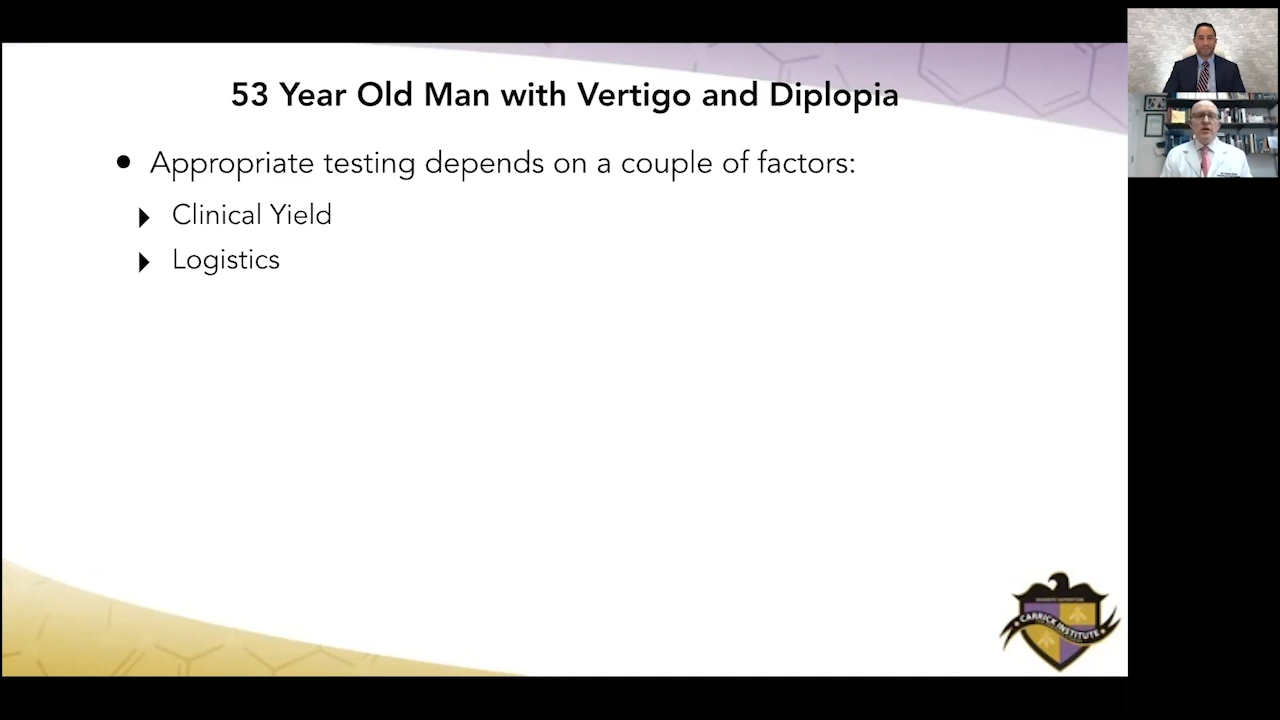 53 Year Old Man with Vertigo and Diplopia
Appropriate testing depends on a couple of factors:
Clinical Yield
Logistics
CARRICK INSTITUTE